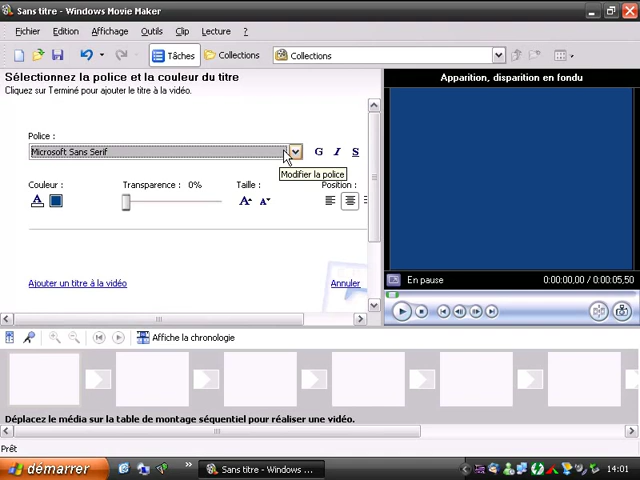 Sans titre - Windows Movie Maker
Fichier Edition Affichage Outils Clip Lecture ?
Tâches Collections Collections
Sélectionnez la police et la couleur du titre
Cliquez sur Terminé pour ajouter le titre à la vidéo.
Police :
Microsoft Sans Serif G I S
Modifier la police
Couleur : Transparence : 0% Taille : Position :
Ajouter un titre à la vidéo Annuler
Apparition, disparition en fondu
En pause 0:00:00,00 / 0:00:05,50
Affiche la chronologie
Déplacez le média sur la table de montage séquentiel pour réaliser une vidéo.
Prêt
démarrer » Sans titre - Windows ... 14:01